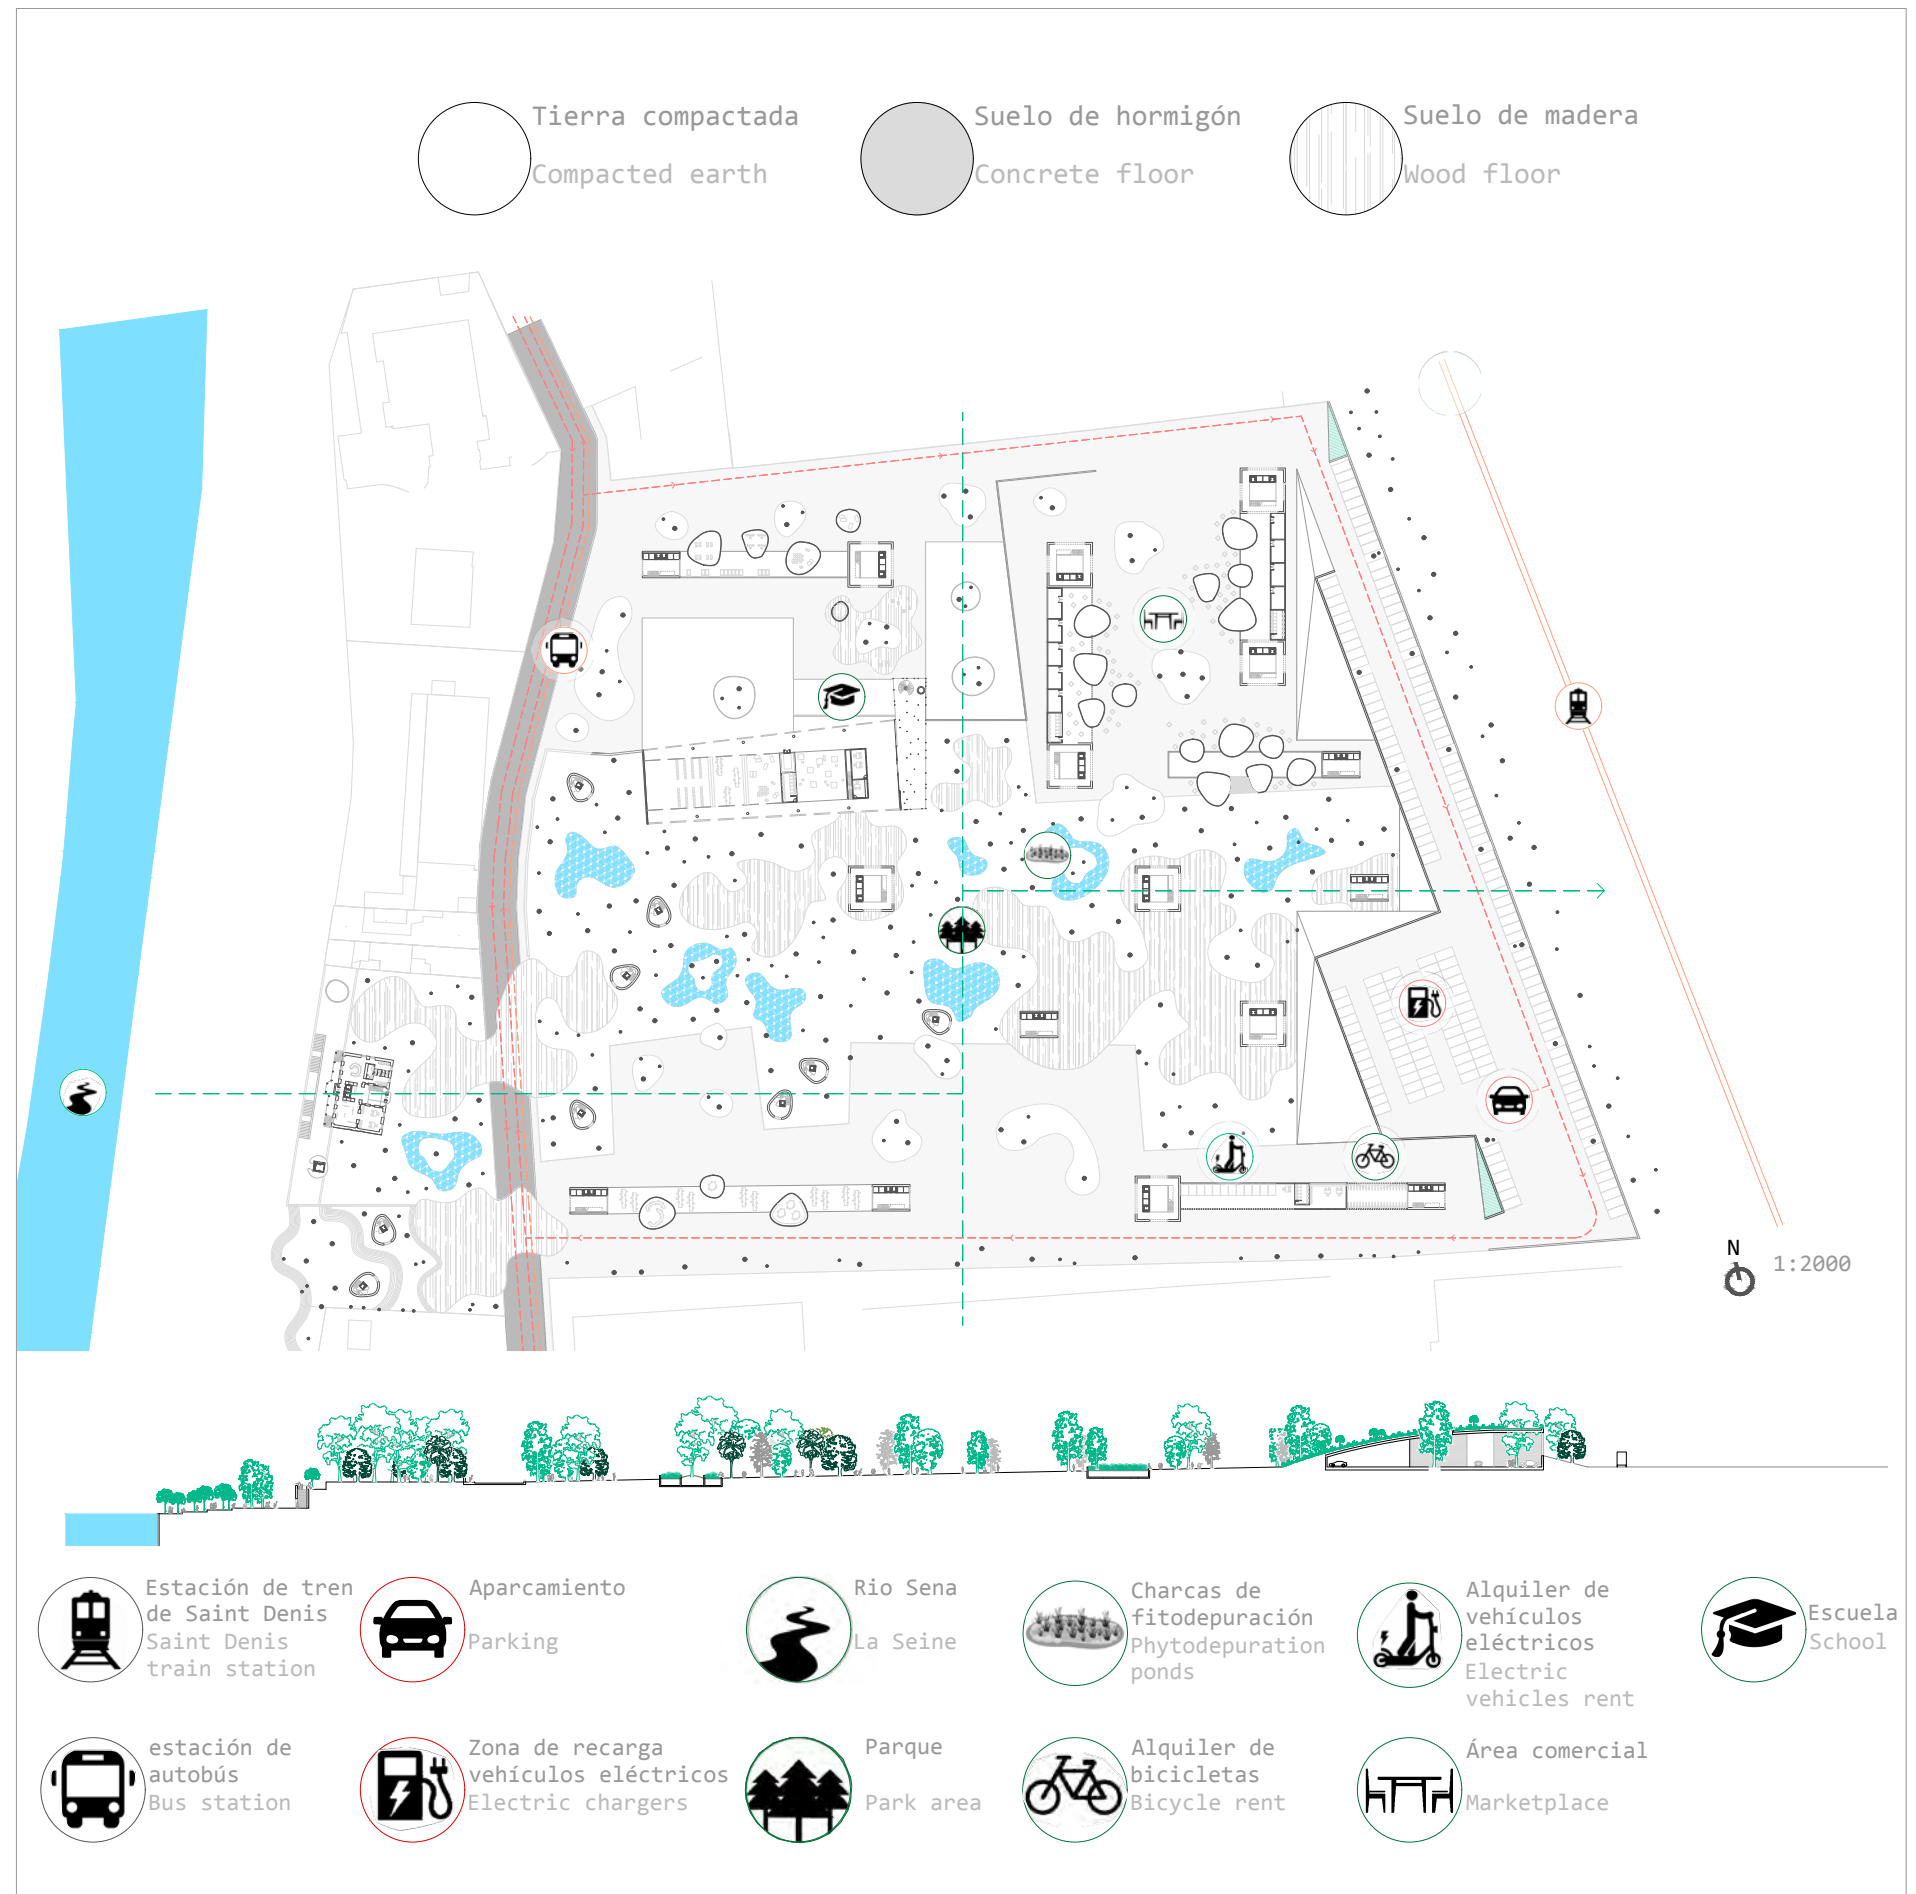 Tierra compactada
Compacted earth
Suelo de hormigón
Concrete floor
Suelo de madera
Wood floor
N
1:2000
Estación de tren
de Saint Denis
Saint Denis
train station
Aparcamiento
Parking
Rio Sena
La Seine
Charcas de
fitodepuración
Phytodepuration
ponds
Alquiler de
vehículos
eléctricos
Electric
vehicles rent
Escuela
School
estación de
autobús
Bus station
Zona de recarga
vehículos eléctricos
Electric chargers
Parque
Park area
Alquiler de
bicicletas
Bicycle rent
Área comercial
Marketplace